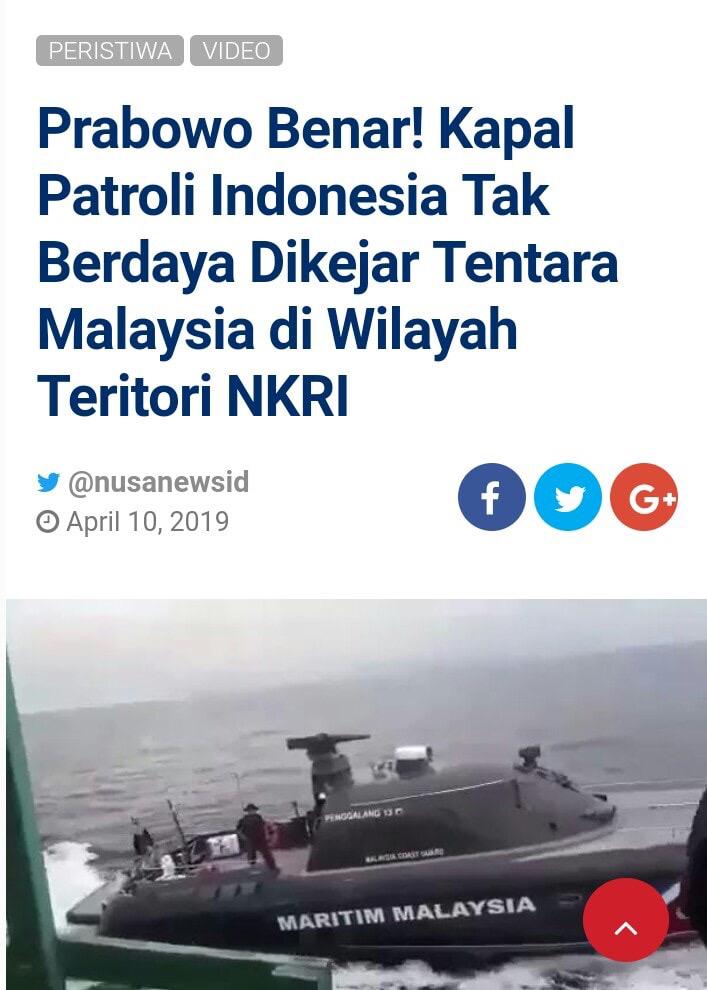 PERISTIWA VIDEO
Prabowo Benar! Kapal
Patroli Indonesia Tak
Berdaya Dikejar Tentara
Malaysia di Wilayah
Teritori NKRI
@nusanewsid
April 10, 2019
f G+
PENGGALANG 13
MALAYSIA COAST GUARD
MARITIM MALAYSIA